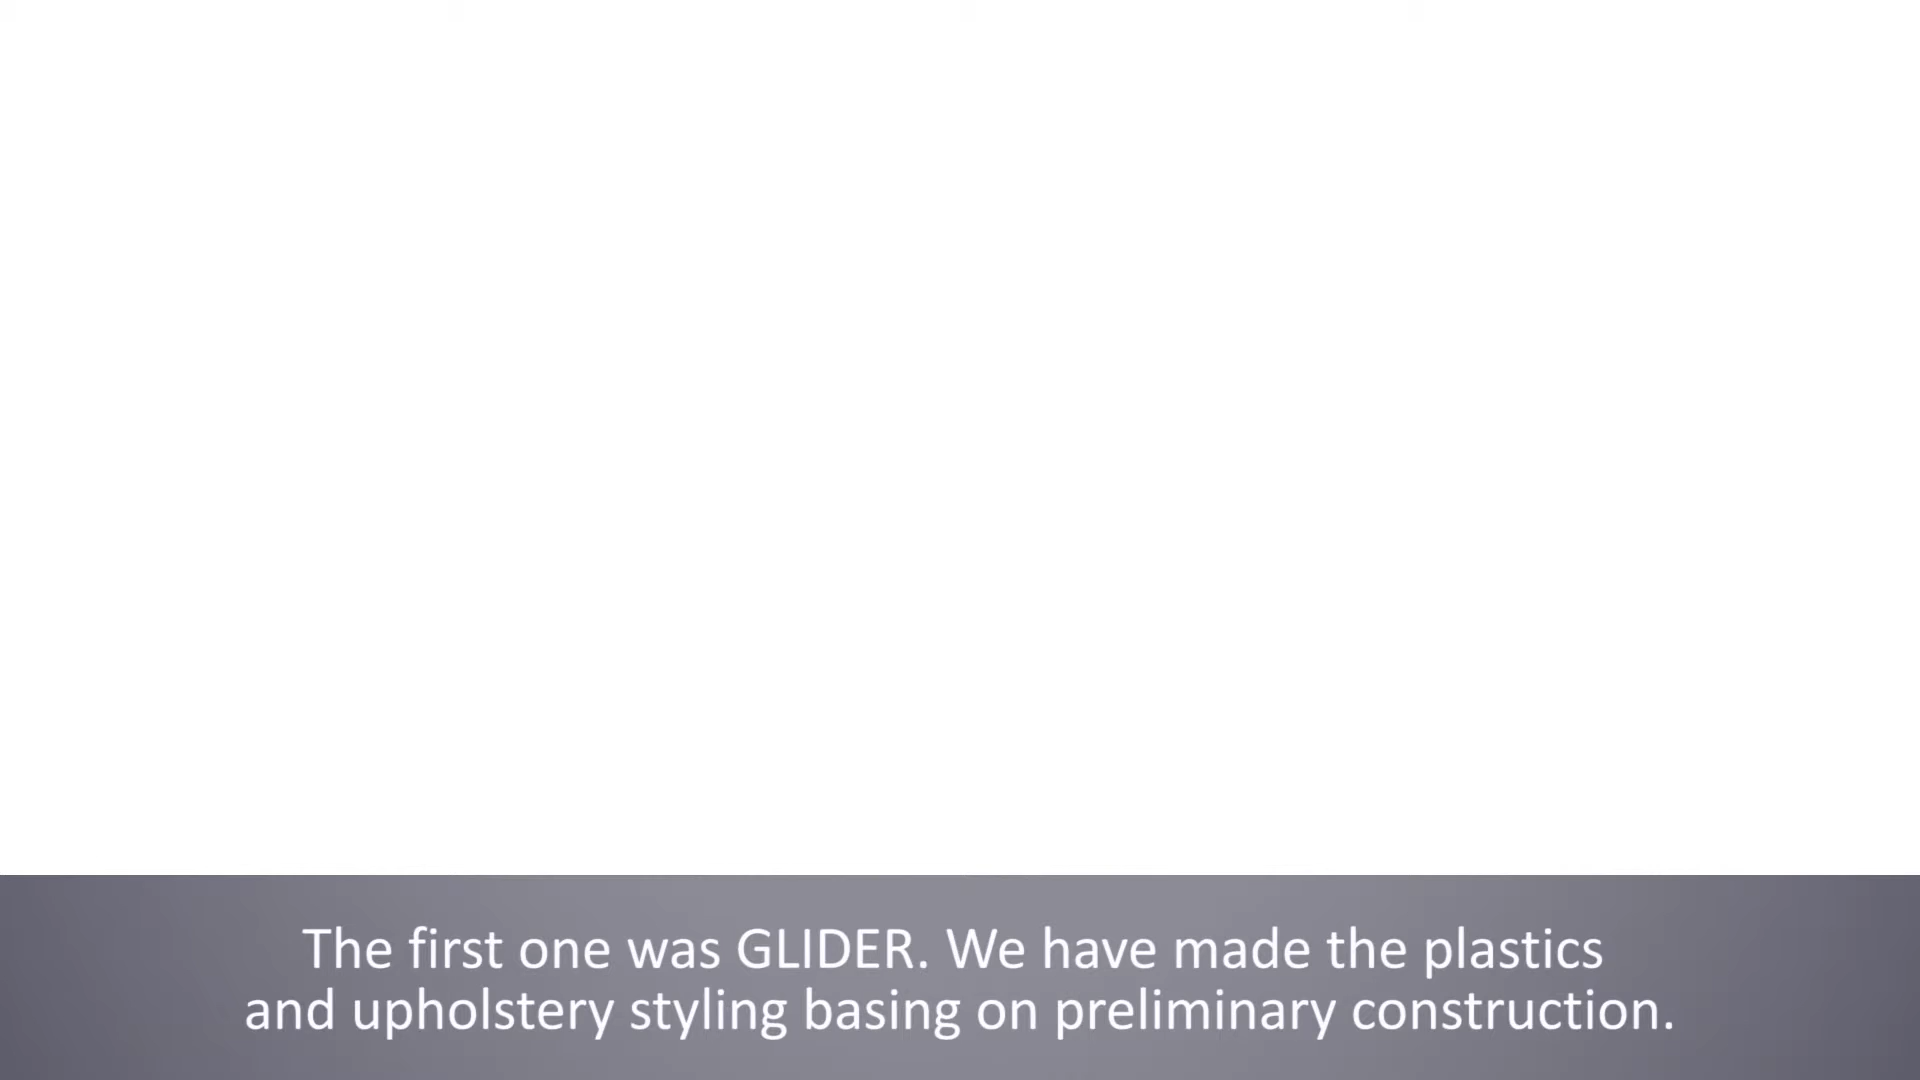 The first one was GLIDER. We have made the plastics
and upholstery styling basing on preliminary construction.